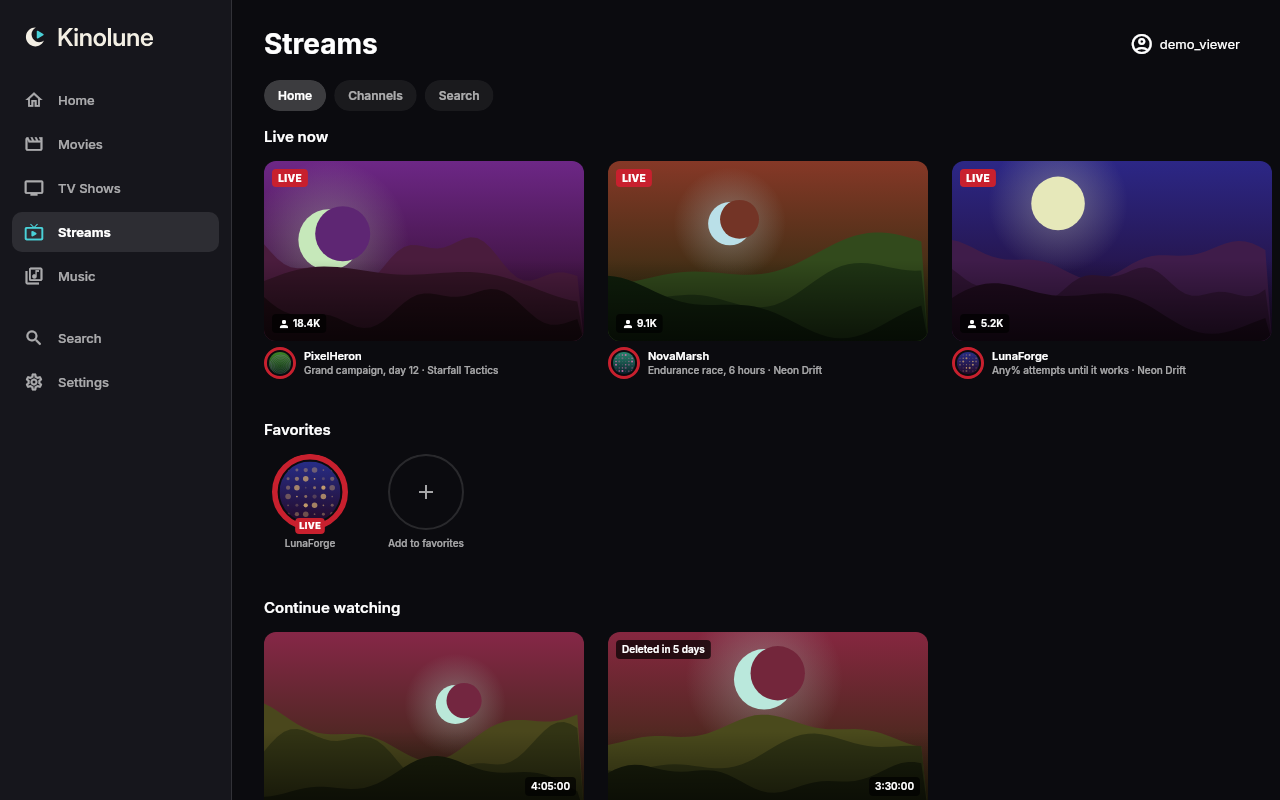 Kinolune
Home
Movies
TV Shows
Streams
Music
Search
Settings
Streams
demo_viewer
Home
Channels
Search
Live now
LIVE
18.4K
PixelHeron
Grand campaign, day 12 · Starfall Tactics
LIVE
9.1K
NovaMarsh
Endurance race, 6 hours · Neon Drift
LIVE
5.2K
LunaForge
Any% attempts until it works · Neon Drift
Favorites
LIVE
LunaForge
Add to favorites
Continue watching
4:05:00
Deleted in 5 days
3:30:00